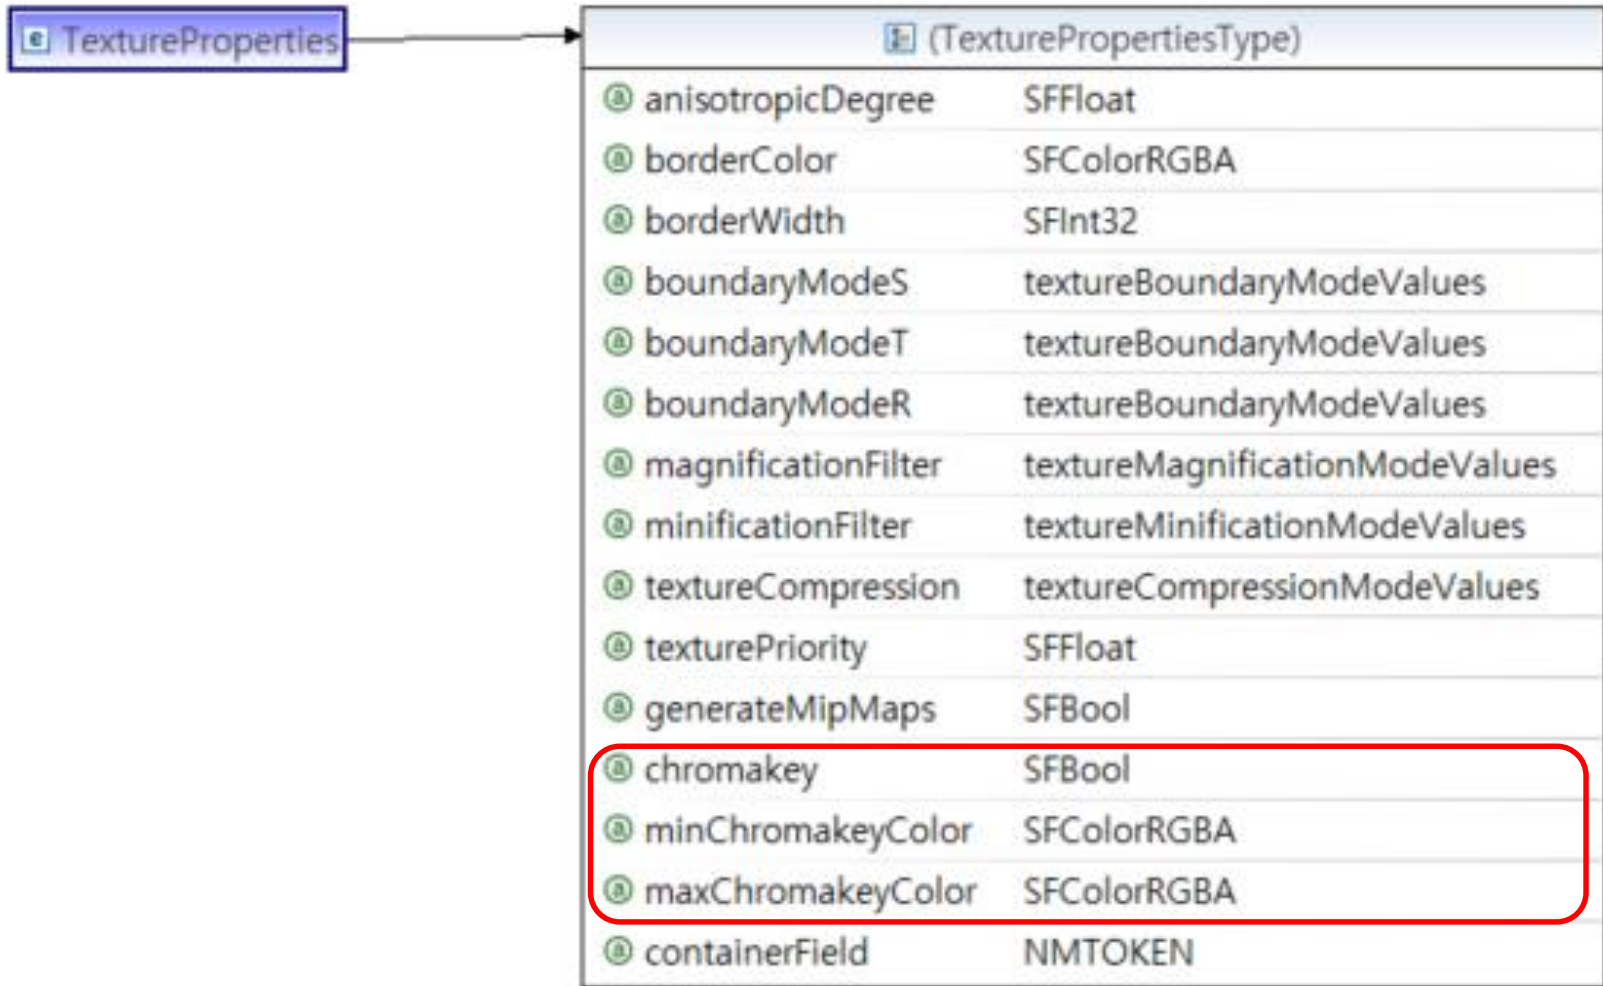 TextureProperties
(TexturePropertiesType)
anisotropicDegree SFFloat
borderColor SFColorRGBA
borderWidth SFInt32
boundaryModeS textureBoundaryModeValues
boundaryModeT textureBoundaryModeValues
boundaryModeR textureBoundaryModeValues
magnificationFilter textureMagnificationModeValues
minificationFilter textureMinificationModeValues
textureCompression textureCompressionModeValues
texturePriority SFFloat
generateMipMaps SFBool
chromakey SFBool
minChromakeyColor SFColorRGBA
maxChromakeyColor SFColorRGBA
containerField NMTOKEN